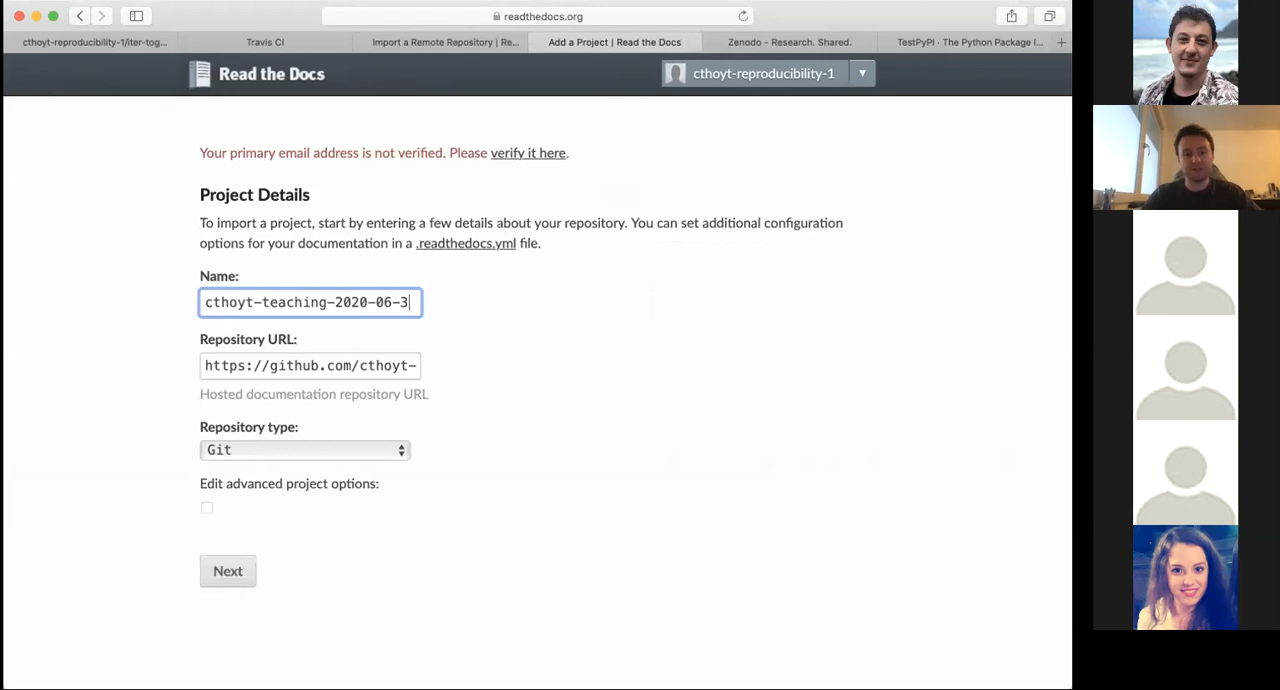 readthedocs.org
cthoyt-reproducibility-1/iter-tog...
Travis CI
Import a Remote Repository | Re...
Add a Project | Read the Docs
Zenodo - Research. Shared.
TestPyPI · The Python Package I...
Read the Docs
cthoyt-reproducibility-1
Your primary email address is not verified. Please verify it here.
Project Details
To import a project, start by entering a few details about your repository. You can set additional configuration
options for your documentation in a .readthedocs.yml file.
Name:
cthoyt-teaching-2020-06-3
Repository URL:
https://github.com/cthoyt-
Hosted documentation repository URL
Repository type:
Git
Edit advanced project options:
Next